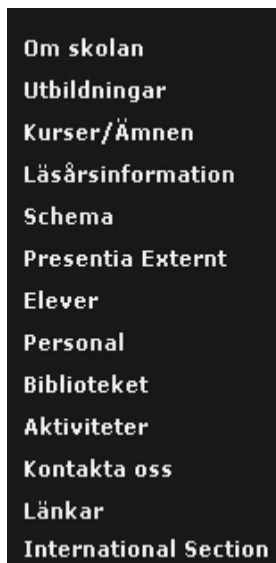 Om skolan
Utbildningar
Kurser/Ämnen
Läsårsinformation
Schema
Presentia Externt
Elever
Personal
Biblioteket
Aktiviteter
Kontakta oss
Länkar
International Section